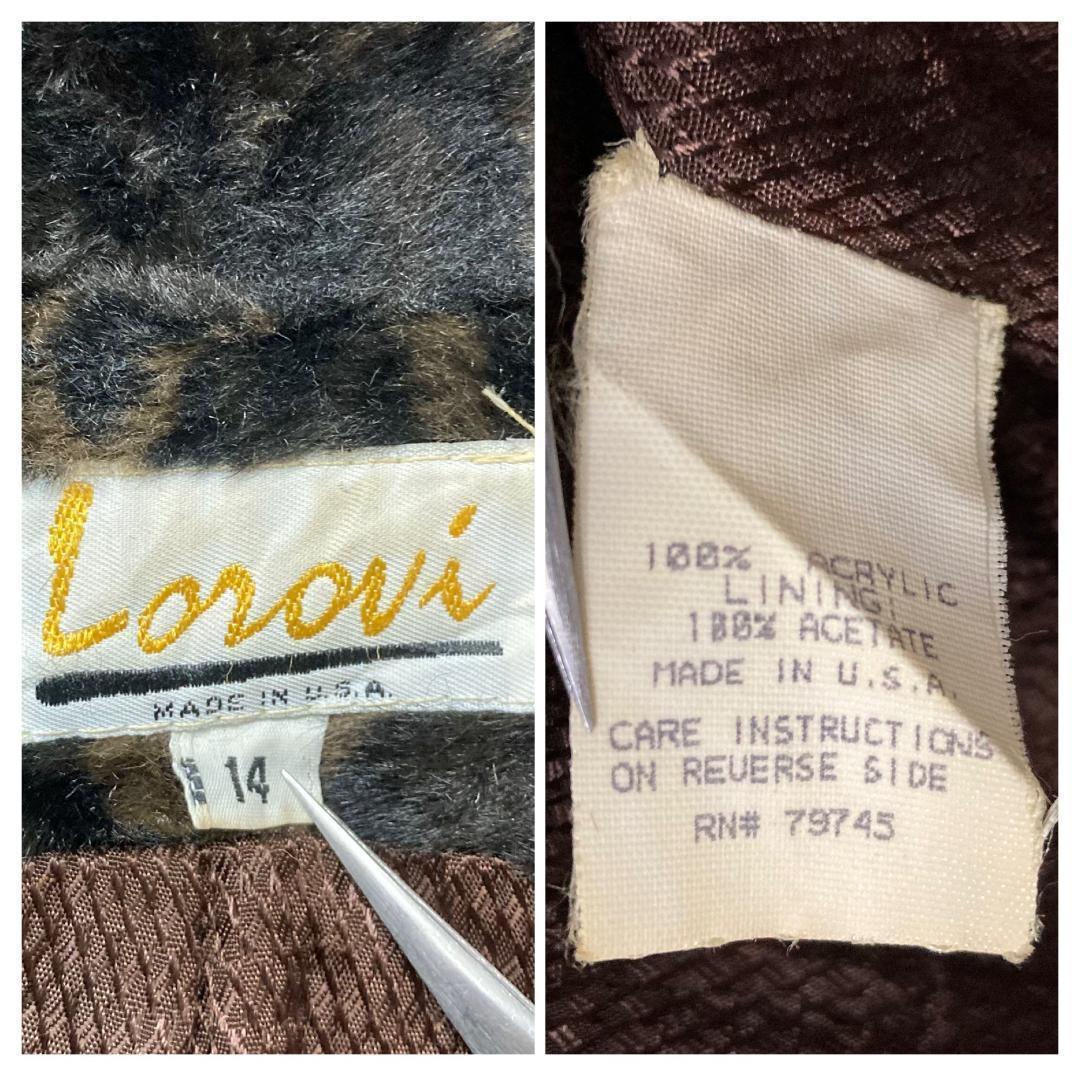 Lorovi
MADE IN U.S.A.
14
100% ACRYLIC
LINING:
100% ACETATE
MADE IN U.S.A.
CARE INSTRUCTIONS
ON REVERSE SIDE
RN# 79745